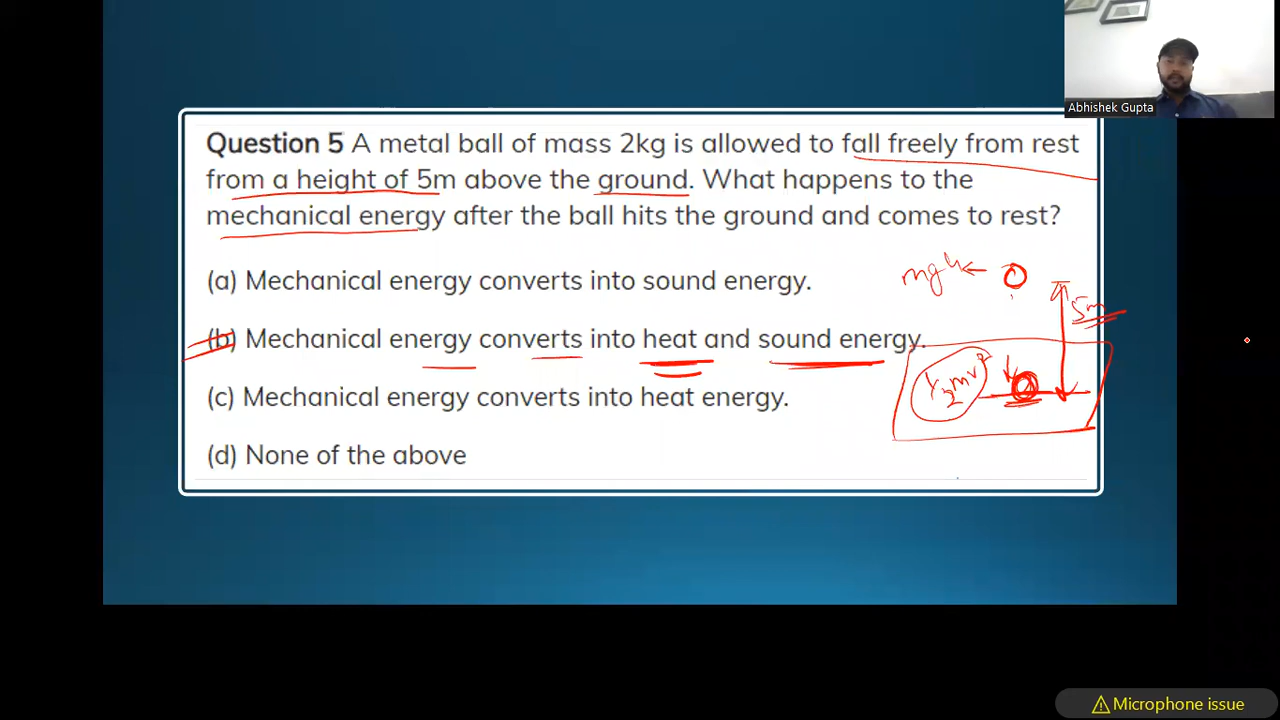 Abhishek Gupta
Question 5 A metal ball of mass 2kg is allowed to fall freely from rest
from a height of 5m above the ground. What happens to the
mechanical energy after the ball hits the ground and comes to rest?
(a) Mechanical energy converts into sound energy.
mgh
5m
(b) Mechanical energy converts into heat and sound energy.
1/2 mv²
(c) Mechanical energy converts into heat energy.
(d) None of the above
Microphone issue